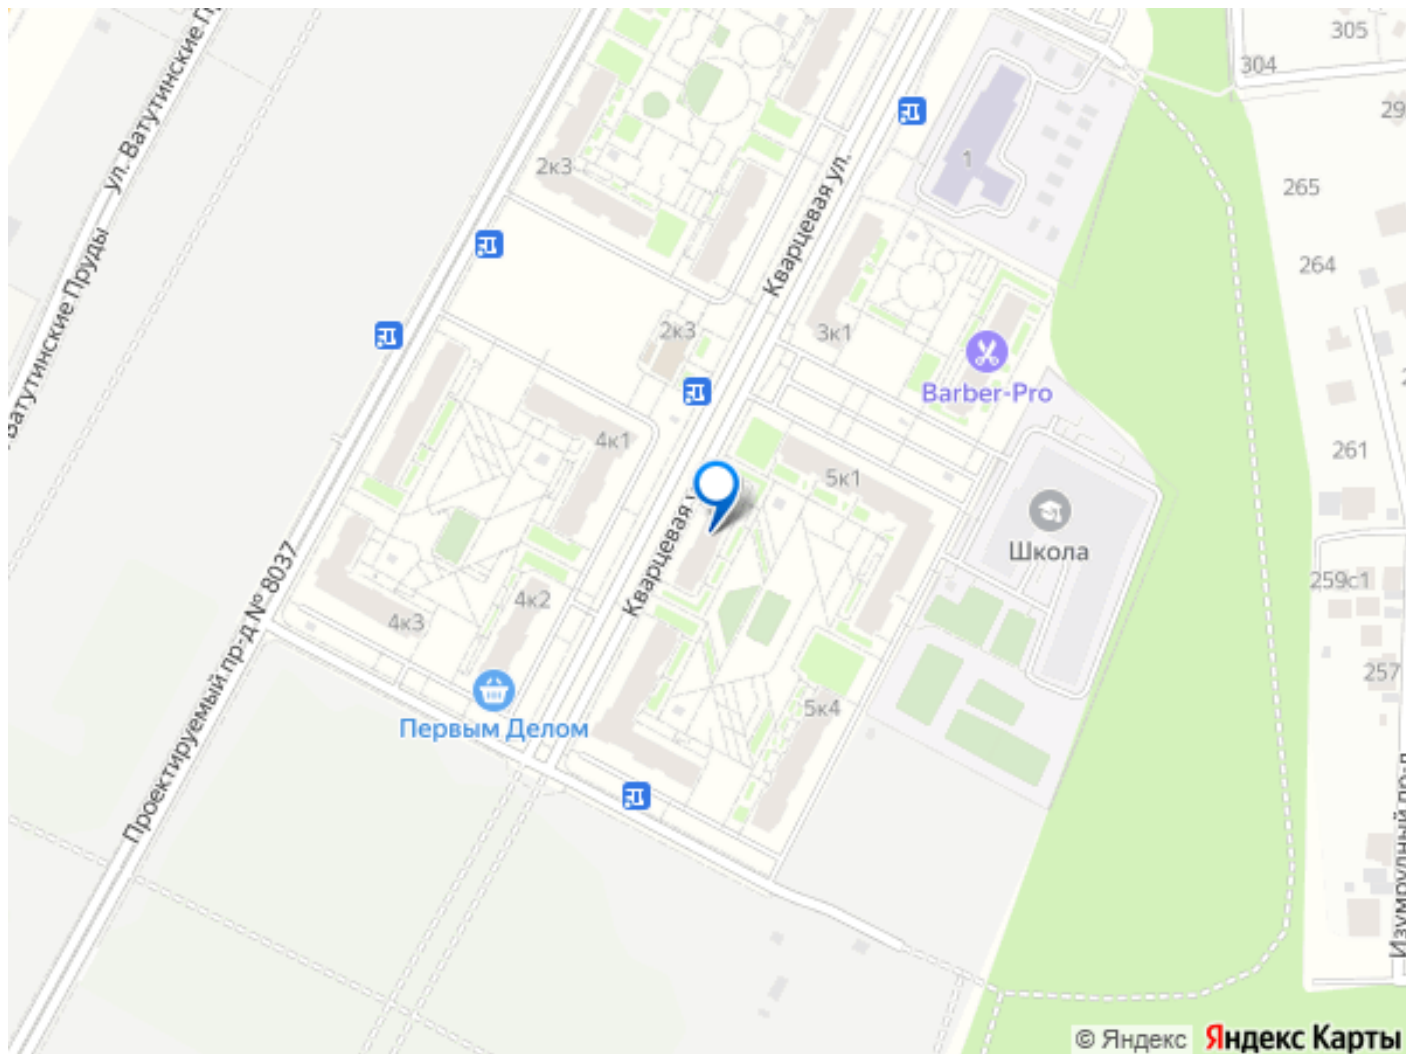 305
304
29
ул. Ватутинские Пруды
2к3
1
265
Кварцевая ул.
264
2к3
3к1
Barber-Pro
4к1
5к1
261
Кварцевая
Школа
259с1
4к2
4к3
257
5к4
Первым Делом
Проектируемый пр-д № 8037
Ватутинские Пруды
Изумрудный пр-д
© Яндекс Яндекс Карты